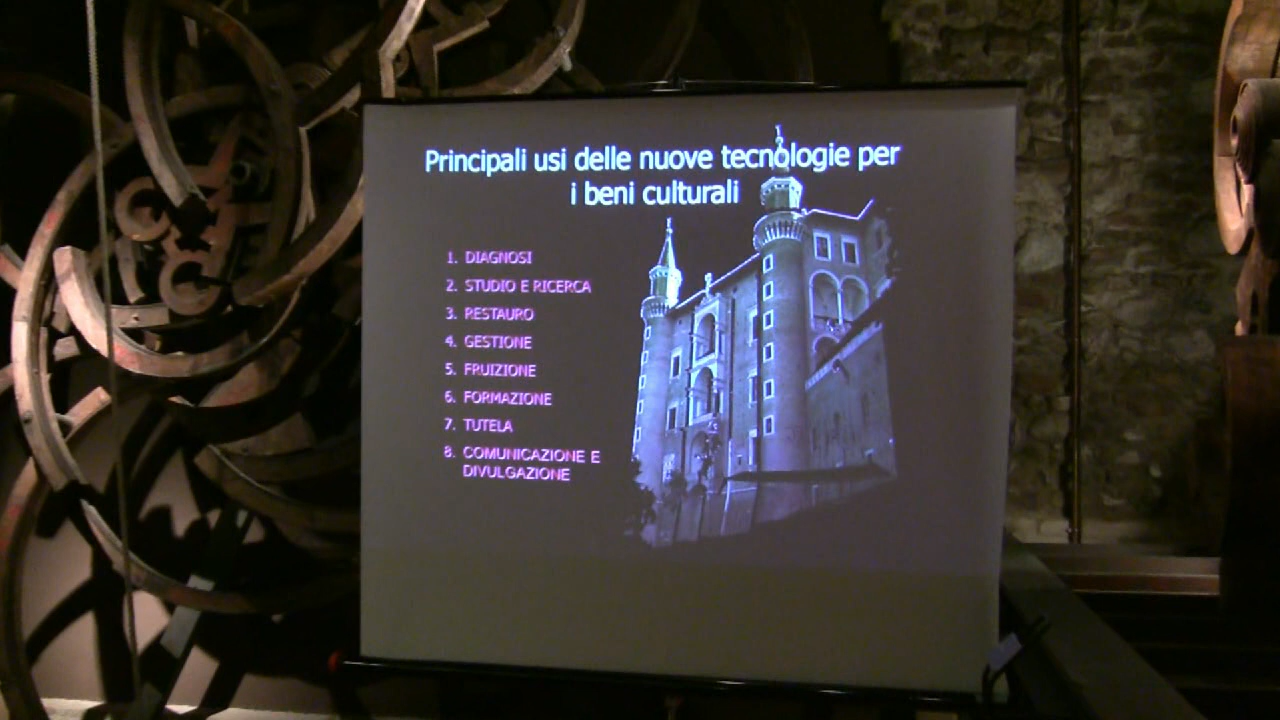 Principali usi delle nuove tecnologie per
i beni culturali
1. DIAGNOSI
2. STUDIO E RICERCA
3. RESTAURO
4. GESTIONE
5. FRUIZIONE
6. FORMAZIONE
7. TUTELA
8. COMUNICAZIONE E
DIVULGAZIONE